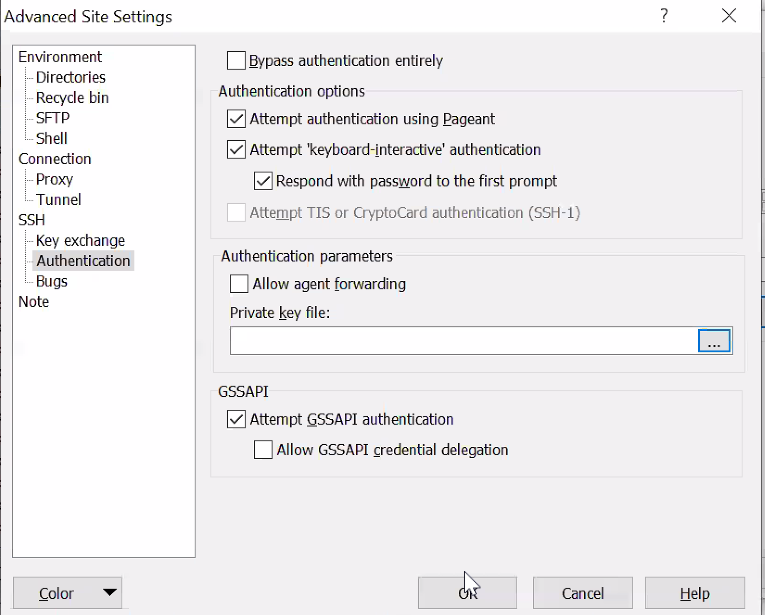 Advanced Site Settings
?
Environment
Directories
Recycle bin
SFTP
Shell
Connection
Proxy
Tunnel
SSH
Key exchange
Authentication
Bugs
Note
Bypass authentication entirely
Authentication options
Attempt authentication using Pageant
Attempt 'keyboard-interactive' authentication
Respond with password to the first prompt
Attempt TIS or CryptoCard authentication (SSH-1)
Authentication parameters
Allow agent forwarding
Private key file:
...
GSSAPI
Attempt GSSAPI authentication
Allow GSSAPI credential delegation
Color
OK
Cancel
Help